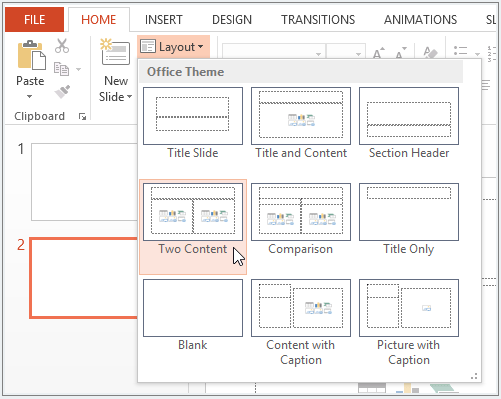 FILE HOME INSERT DESIGN TRANSITIONS ANIMATIONS
Layout
Paste
New
Slide
Clipboard
Office Theme
Title Slide Title and Content Section Header
Two Content Comparison Title Only
Blank Content with
Caption Picture with
Caption
1
2